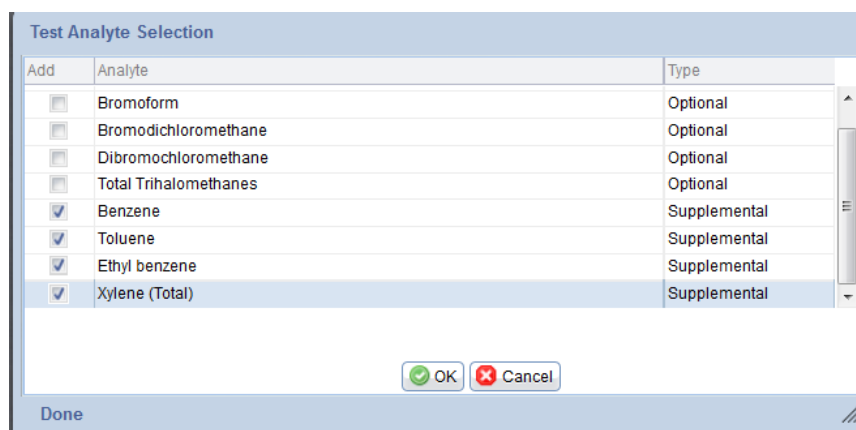 Test Analyte Selection
Add Analyte Type
Bromoform Optional
Bromodichloromethane Optional
Dibromochloromethane Optional
Total Trihalomethanes Optional
Benzene Supplemental
Toluene Supplemental
Ethyl benzene Supplemental
Xylene (Total) Supplemental
OK Cancel
Done